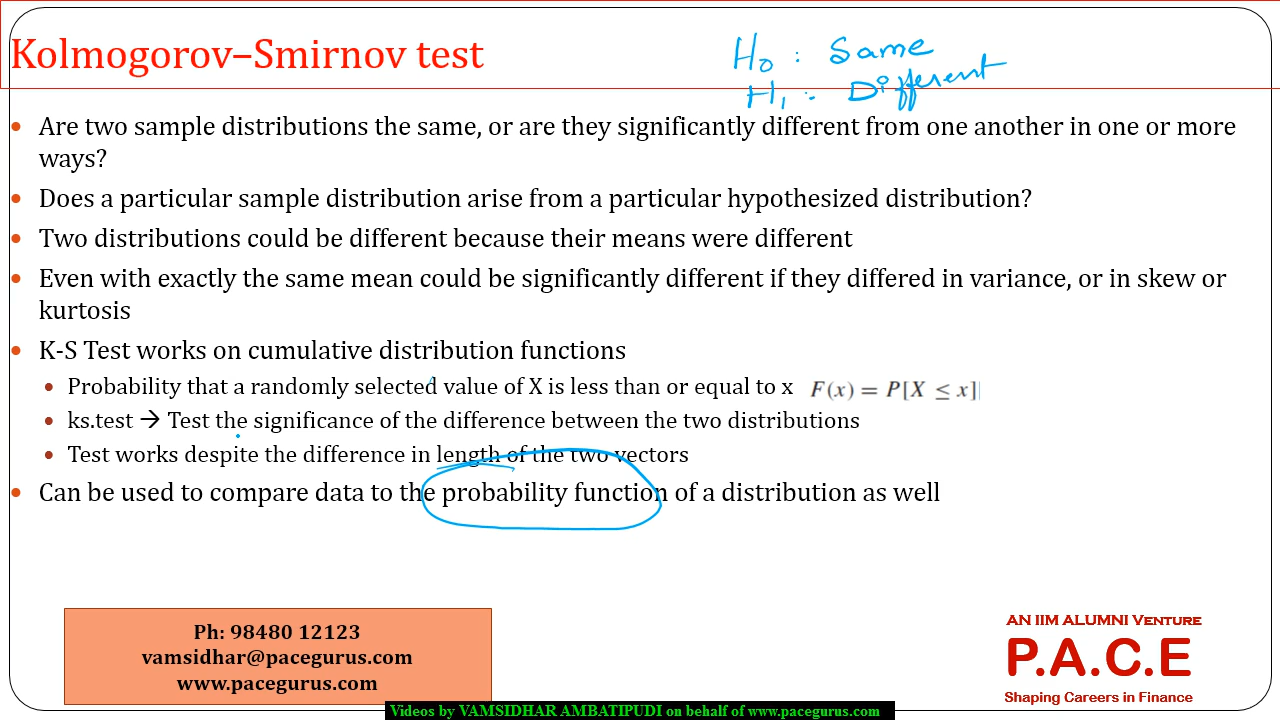 Kolmogorov–Smirnov test
H₀ : Same
H₁ : Different
• Are two sample distributions the same, or are they significantly different from one another in one or more
ways?
• Does a particular sample distribution arise from a particular hypothesized distribution?
• Two distributions could be different because their means were different
• Even with exactly the same mean could be significantly different if they differed in variance, or in skew or
kurtosis
• K-S Test works on cumulative distribution functions
• Probability that a randomly selected value of X is less than or equal to x F(x) = P[X ≤ x]
• ks.test → Test the significance of the difference between the two distributions
• Test works despite the difference in length of the two vectors
• Can be used to compare data to the probability function of a distribution as well
Ph: 98480 12123
vamsidhar@pacegurus.com
www.pacegurus.com
AN IIM ALUMNI VENTURE
P.A.C.E
Shaping Careers in Finance
Videos by VAMSIDHAR AMBATIPUDI on behalf of www.pacegurus.com